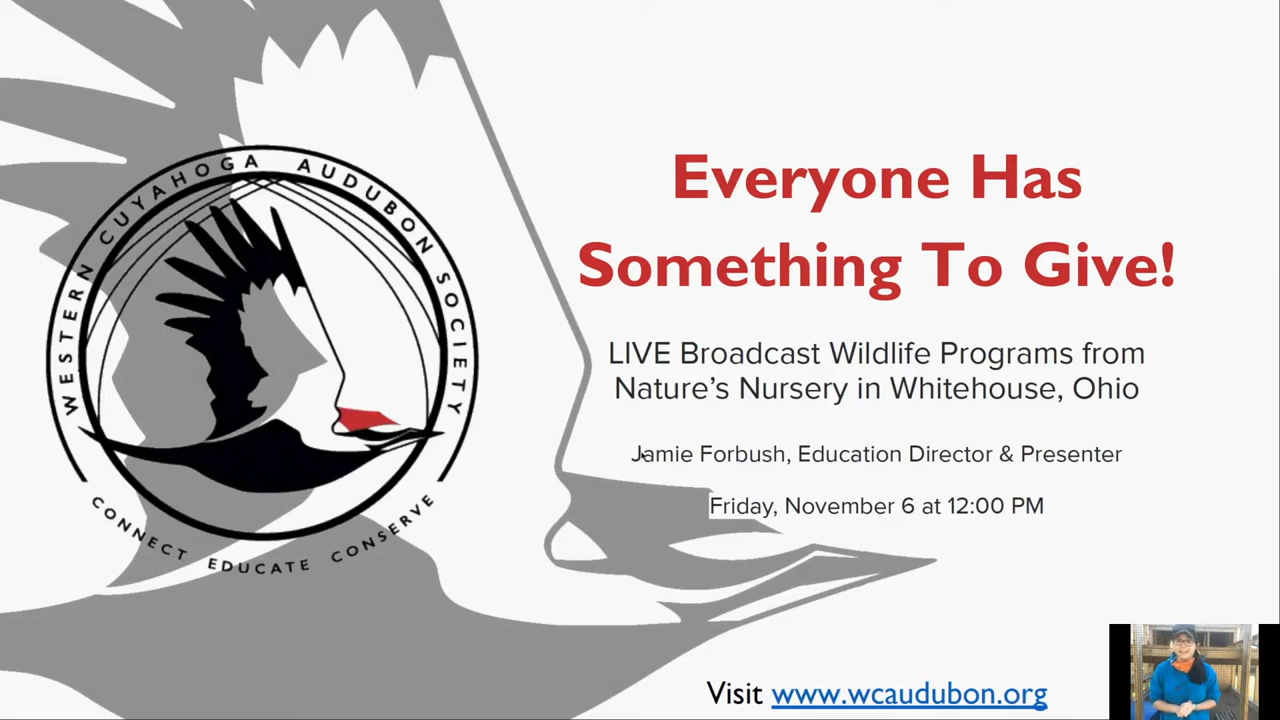 WESTERN CUYAHOGA AUDUBON SOCIETY
CONNECT EDUCATE CONSERVE
Everyone Has
Something To Give!
LIVE Broadcast Wildlife Programs from
Nature’s Nursery in Whitehouse, Ohio
Jamie Forbush, Education Director & Presenter
Friday, November 6 at 12:00 PM
Visit www.wcaudubon.org